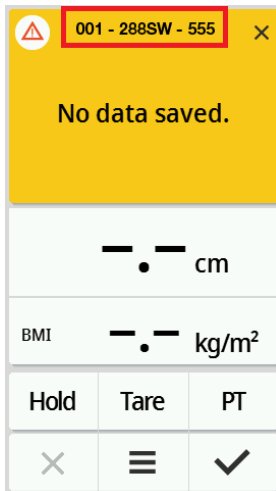 001 - 288SW - 555
No data saved.
-.- cm
BMI -.- kg/m²
Hold Tare PT